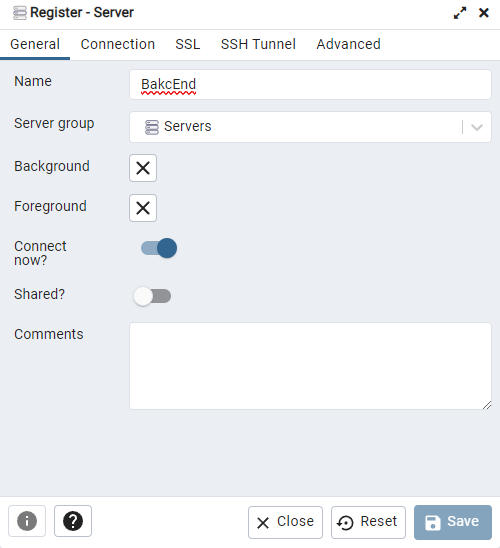 Register - Server
General Connection SSL SSH Tunnel Advanced
Name BakcEnd
Server group Servers
Background
Foreground
Connect
now?
Shared?
Comments
Close Reset Save